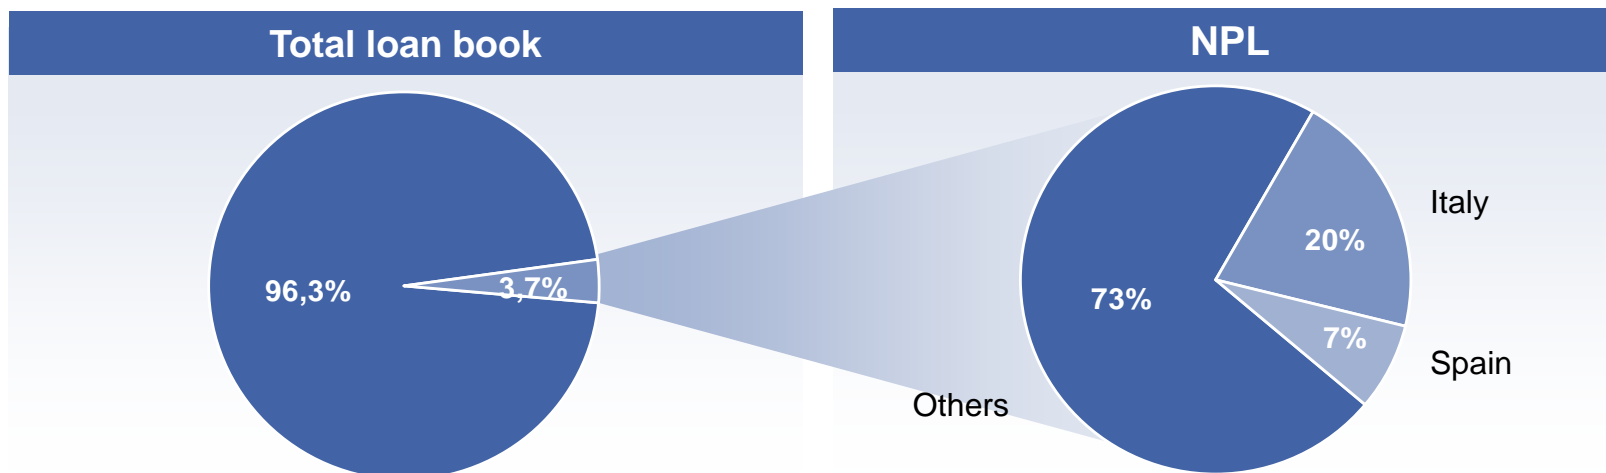 Total loan book
NPL
96,3%
3,7%
73%
20%
7%
Italy
Spain
Others